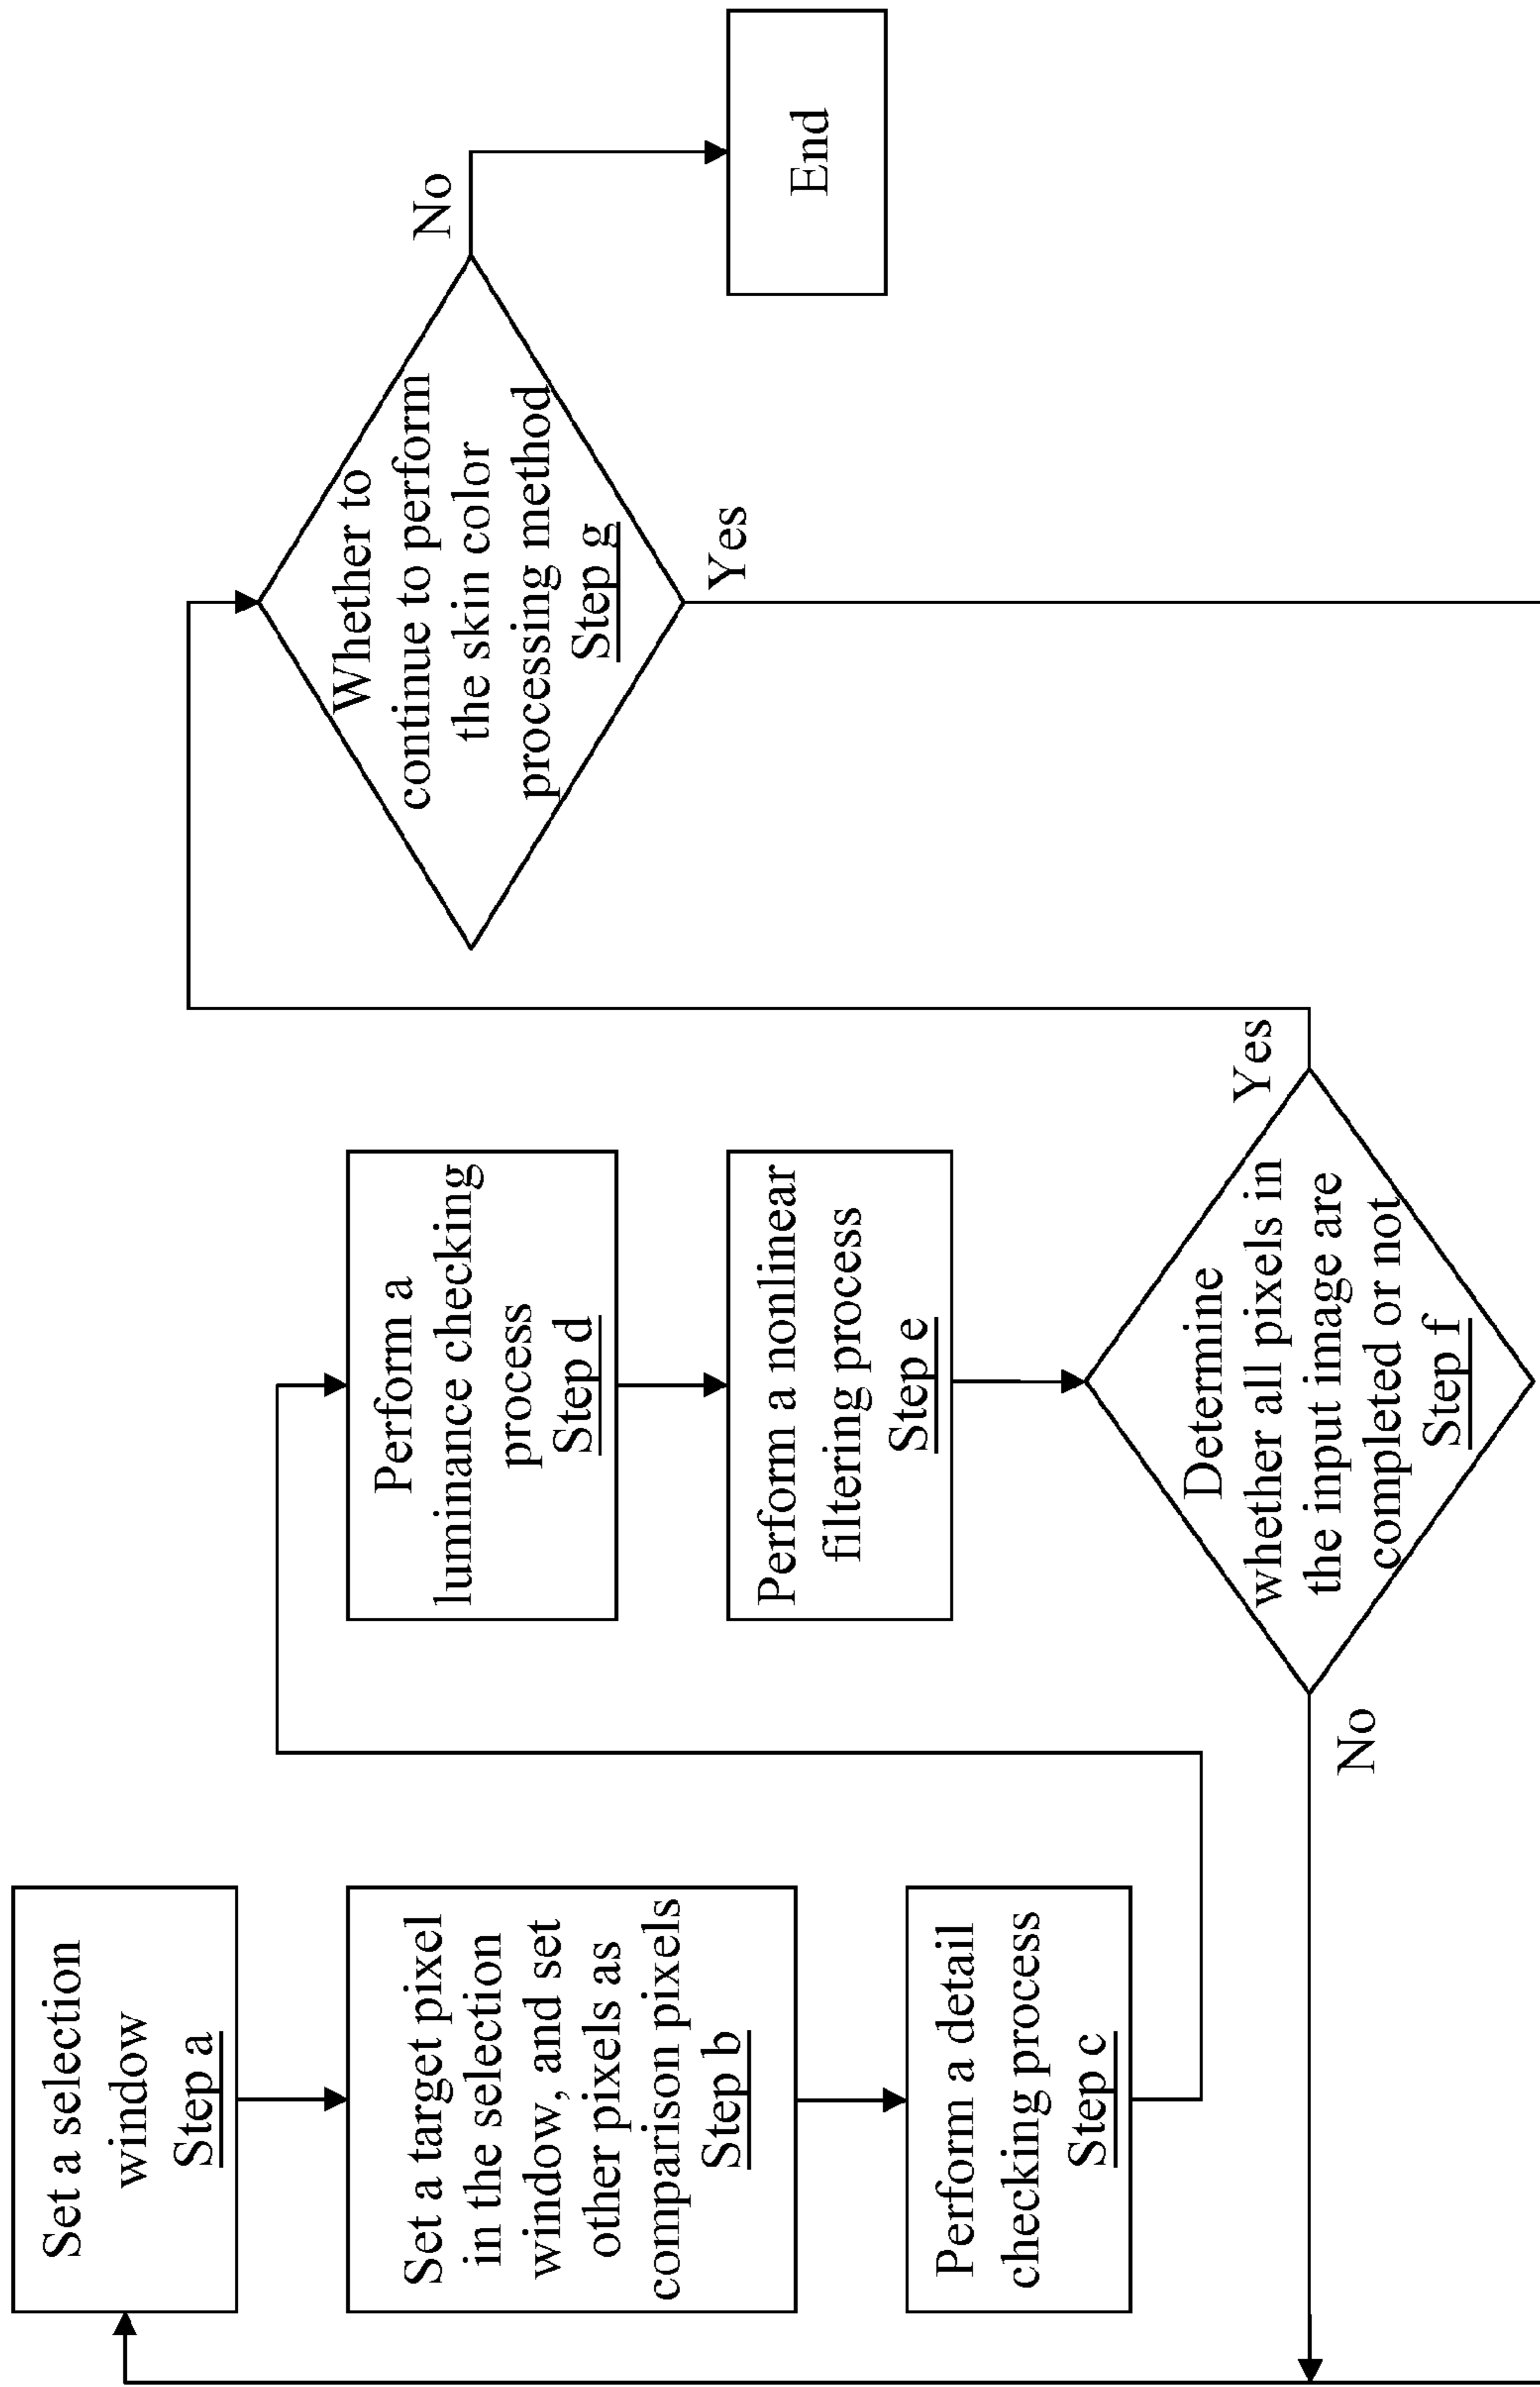 Set a selection
window
Step a
Set a target pixel
in the selection
window, and set
other pixels as
comparison pixels
Step b
Perform a detail
checking process
Step c
Perform a
luminance checking
process
Step d
Perform a nonlinear
filtering process
Step e
Determine
whether all pixels in
the input image are
completed or not
Step f
No
Yes
Whether to
continue to perform
the skin color
processing method
Step g
Yes
No
End